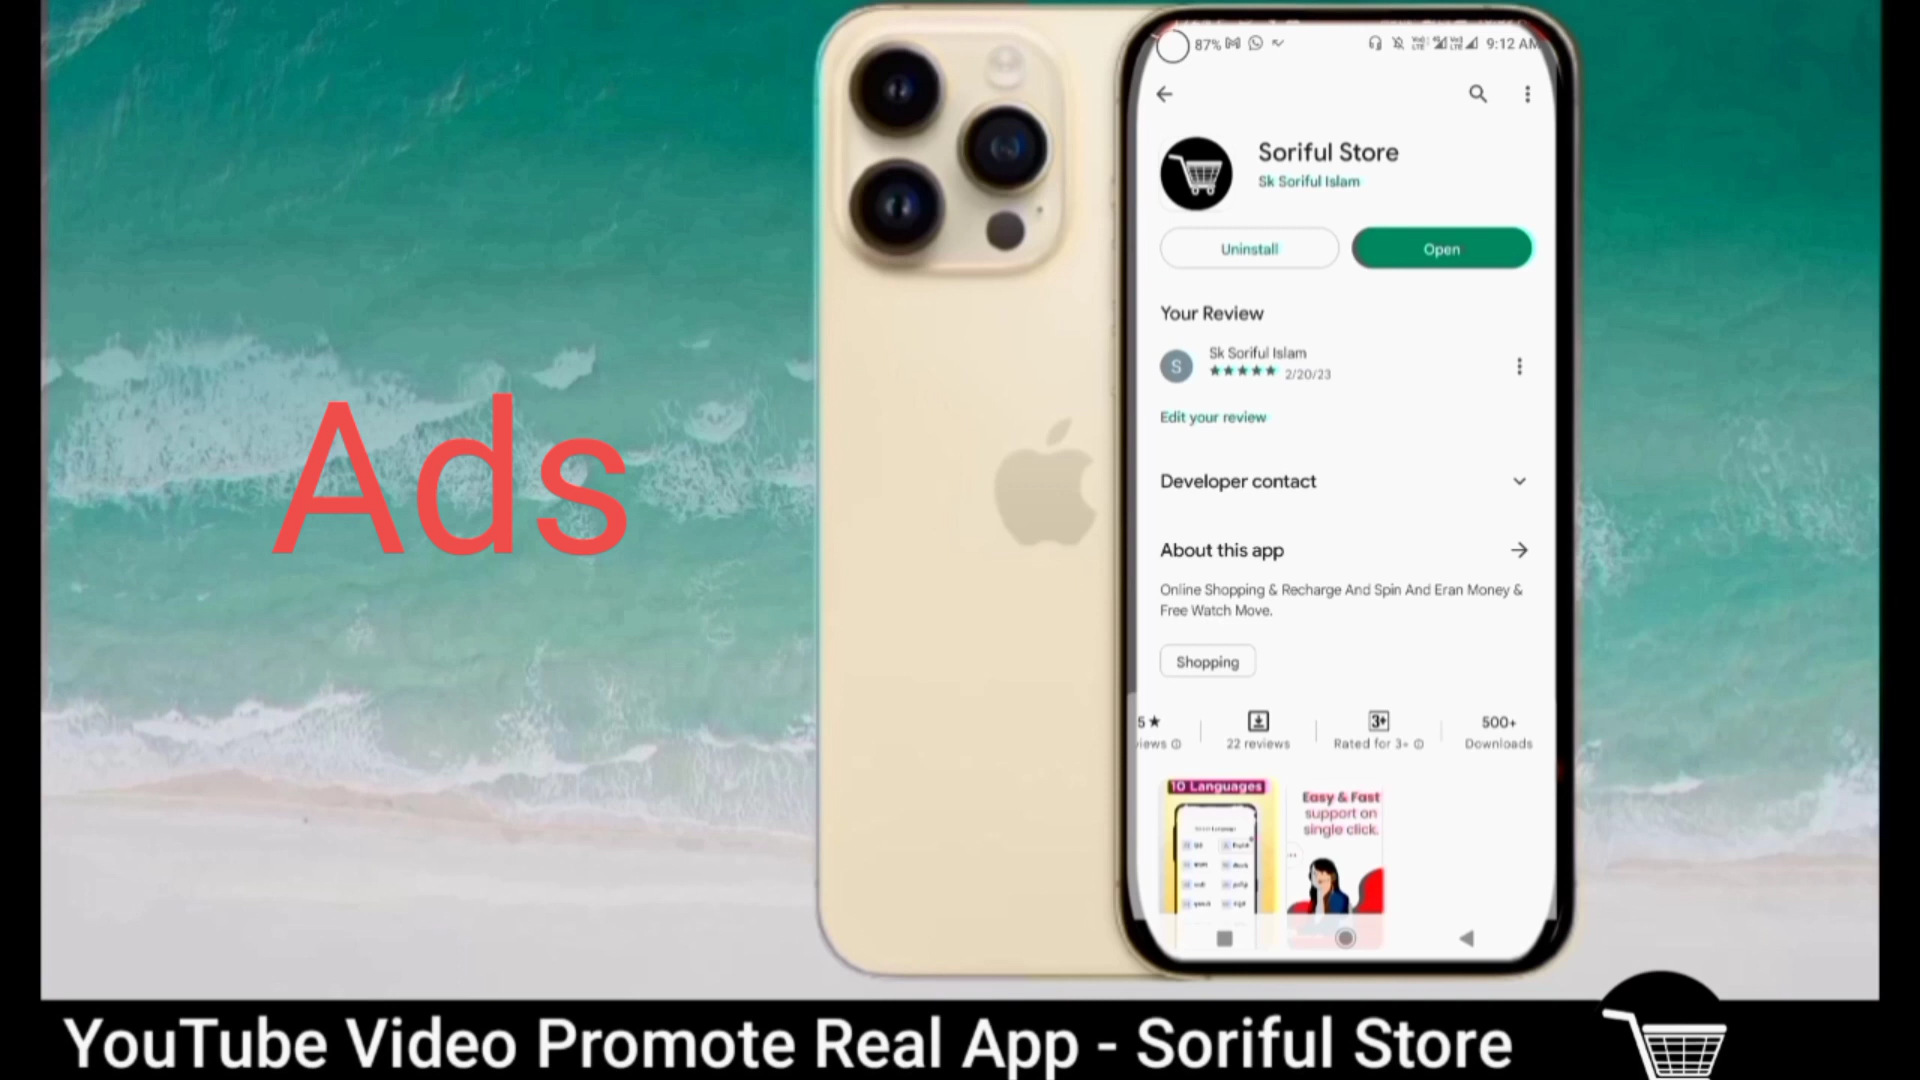 87% 9:12 AM
Soriful Store
Sk Soriful Islam
Uninstall Open
Your Review
S
Sk Soriful Islam
★★★★★ 2/20/23
Edit your review
Developer contact
About this app
Online Shopping & Recharge And Spin And Eran Money &
Free Watch Move.
Shopping
5★ 3+ 500+
iews 22 reviews Rated for 3+ Downloads
10 Languages
Easy & Fast
support on
single click.
Ads
YouTube Video Promote Real App - Soriful Store